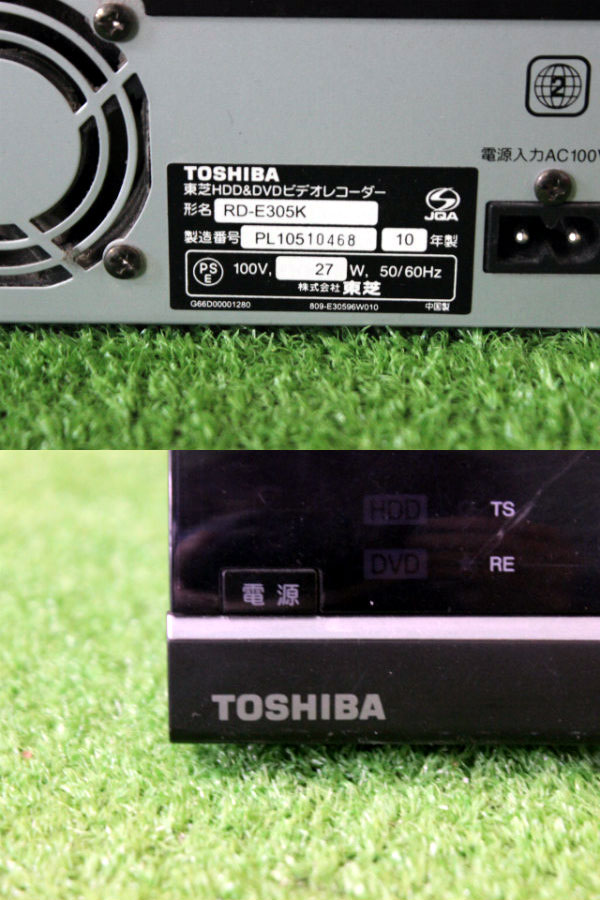 2
電源入力AC100V
TOSHIBA
東芝HDD&DVDビデオレコーダー
形名 RD-E305K
JQA
製造番号 PL10510468 10 年製
PS E 100V, 27 W, 50/60Hz
株式会社 東芝
G66D00001280 809-E30596W010 中国製
HDD TS
DVD RE
電源
TOSHIBA